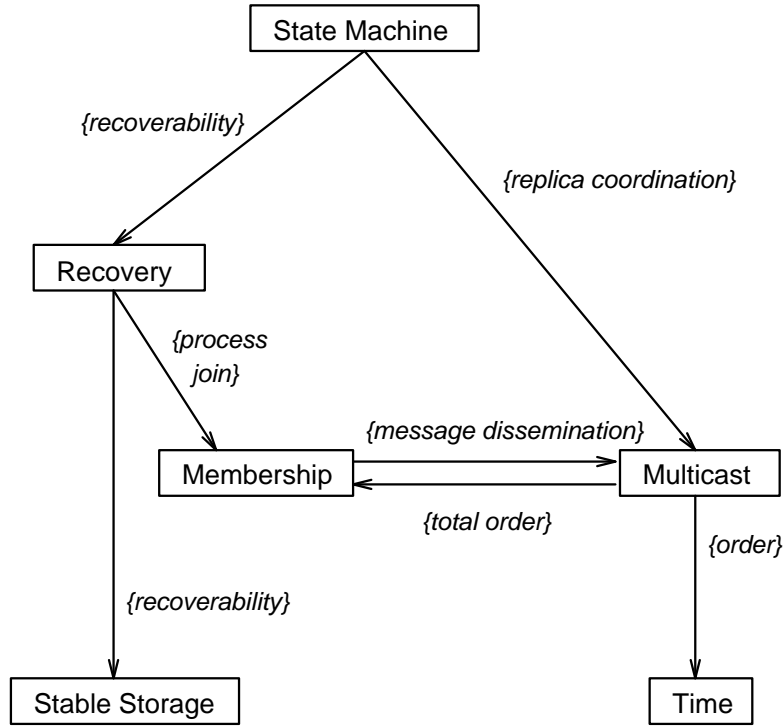 State Machine
{recoverability}
{replica coordination}
Recovery
{process
join}
{message dissemination}
Membership
Multicast
{total order}
{order}
{recoverability}
Stable Storage
Time